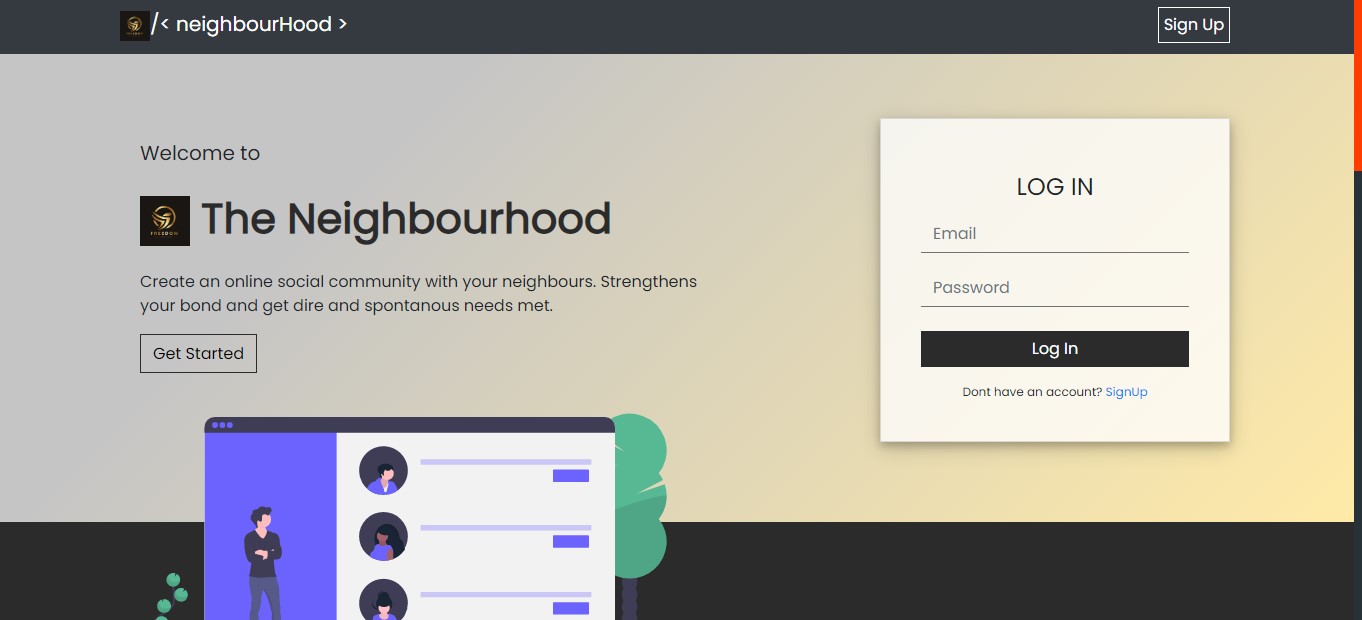 /< neighbourHood >
Sign Up
Welcome to
FREEDOM
The Neighbourhood
Create an online social community with your neighbours. Strengthens
your bond and get dire and spontanous needs met.
Get Started
LOG IN
Email
Password
Log In
Dont have an account? SignUp